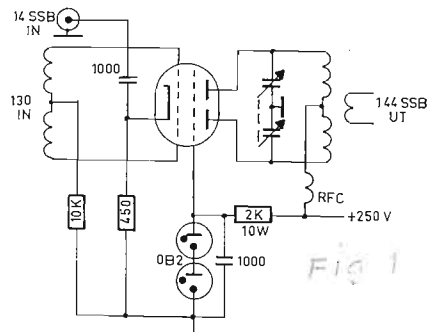 14 SSB
IN
1000
130
IN
144 SSB
UT
RFC
10K
450
2K
10W
+250 V
0B2
1000
Fig 1